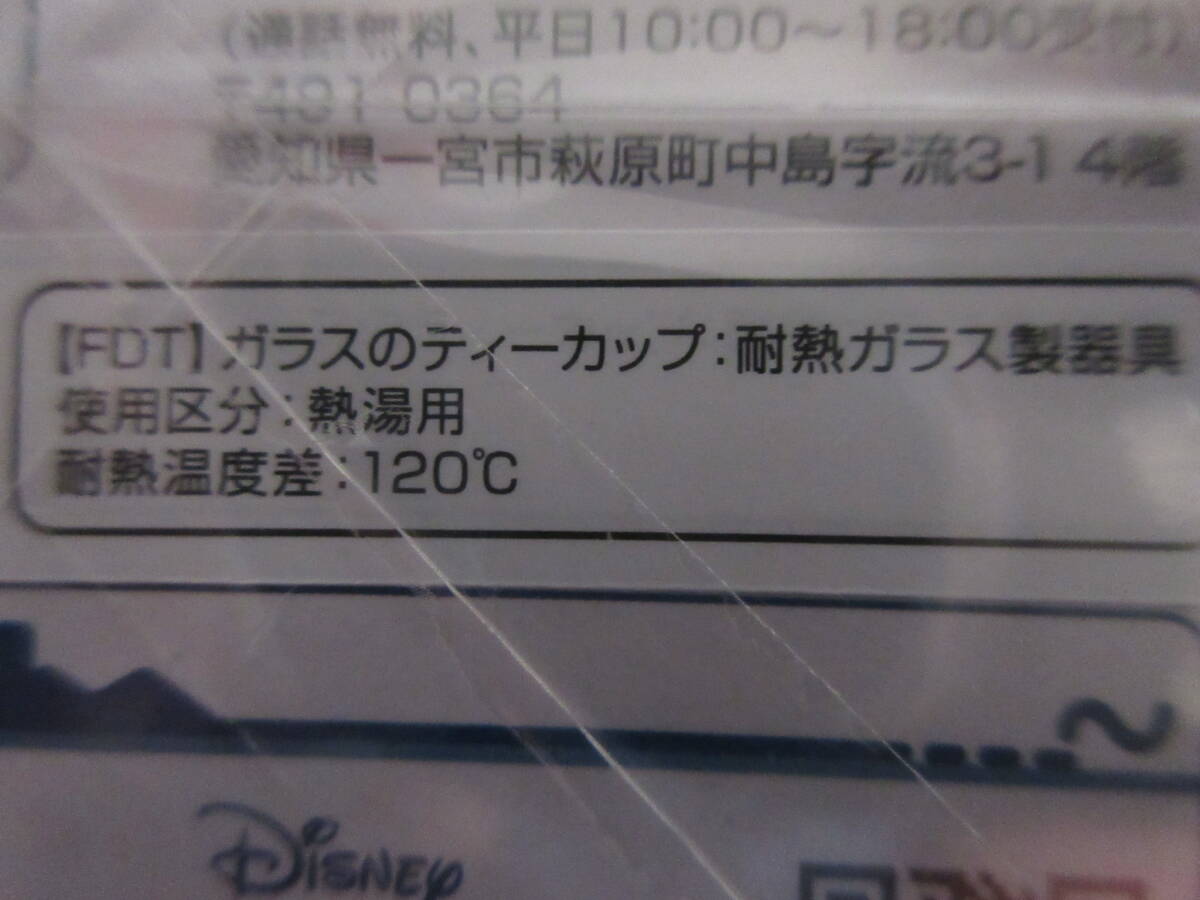 (通話無料、平日10:00〜18:00受付)
〒491 0364
愛知県一宮市萩原町中島字流3-1 4階
【FDT】ガラスのティーカップ：耐熱ガラス製器具
使用区分：熱湯用
耐熱温度差：120℃
DISNEY